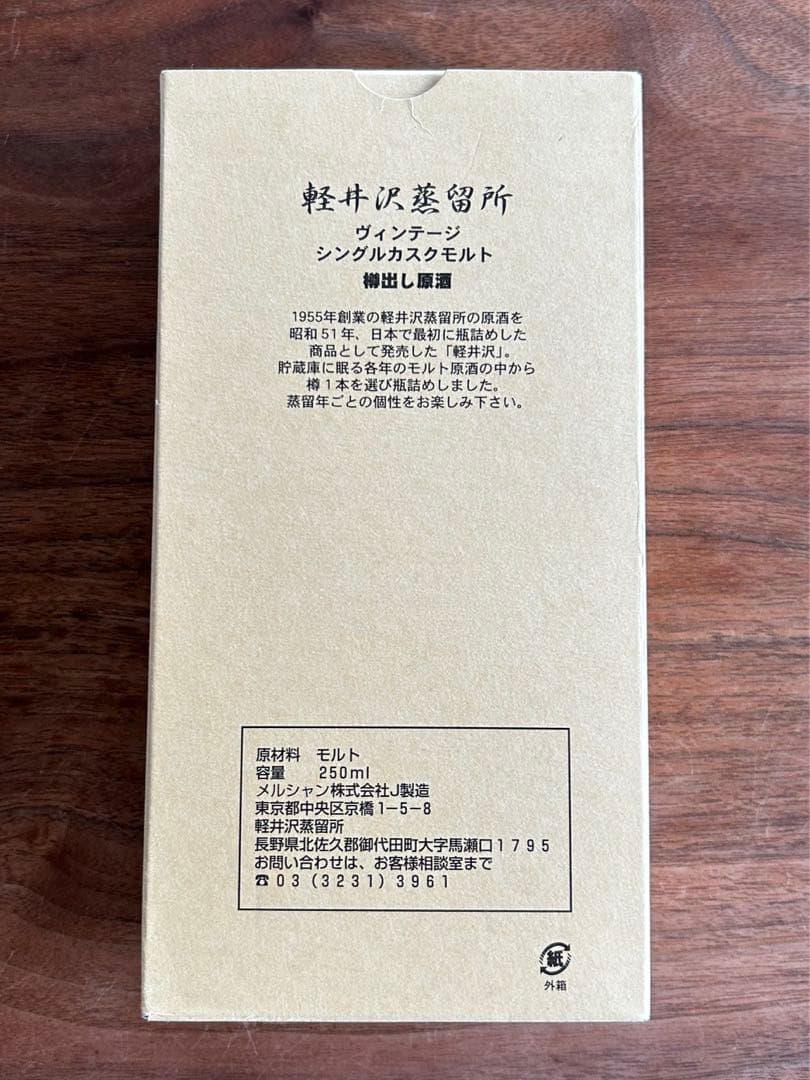 軽井沢蒸留所
ヴィンテージ
シングルカスクモルト
樽出し原酒
1955年創業の軽井沢蒸留所の原酒を
昭和51年、日本で最初に瓶詰めした
商品として発売した「軽井沢」。
貯蔵庫に眠る各年のモルト原酒の中から
樽1本を選び瓶詰めしました。
蒸留年ごとの個性をお楽しみ下さい。
原材料　モルト
容量　　250ml
メルシャン株式会社J製造
東京都中央区京橋1-5-8
軽井沢蒸留所
長野県北佐久郡御代田町大字馬瀬口1795
お問い合わせは、お客様相談室まで
☎03(3231)3961
紙
外箱